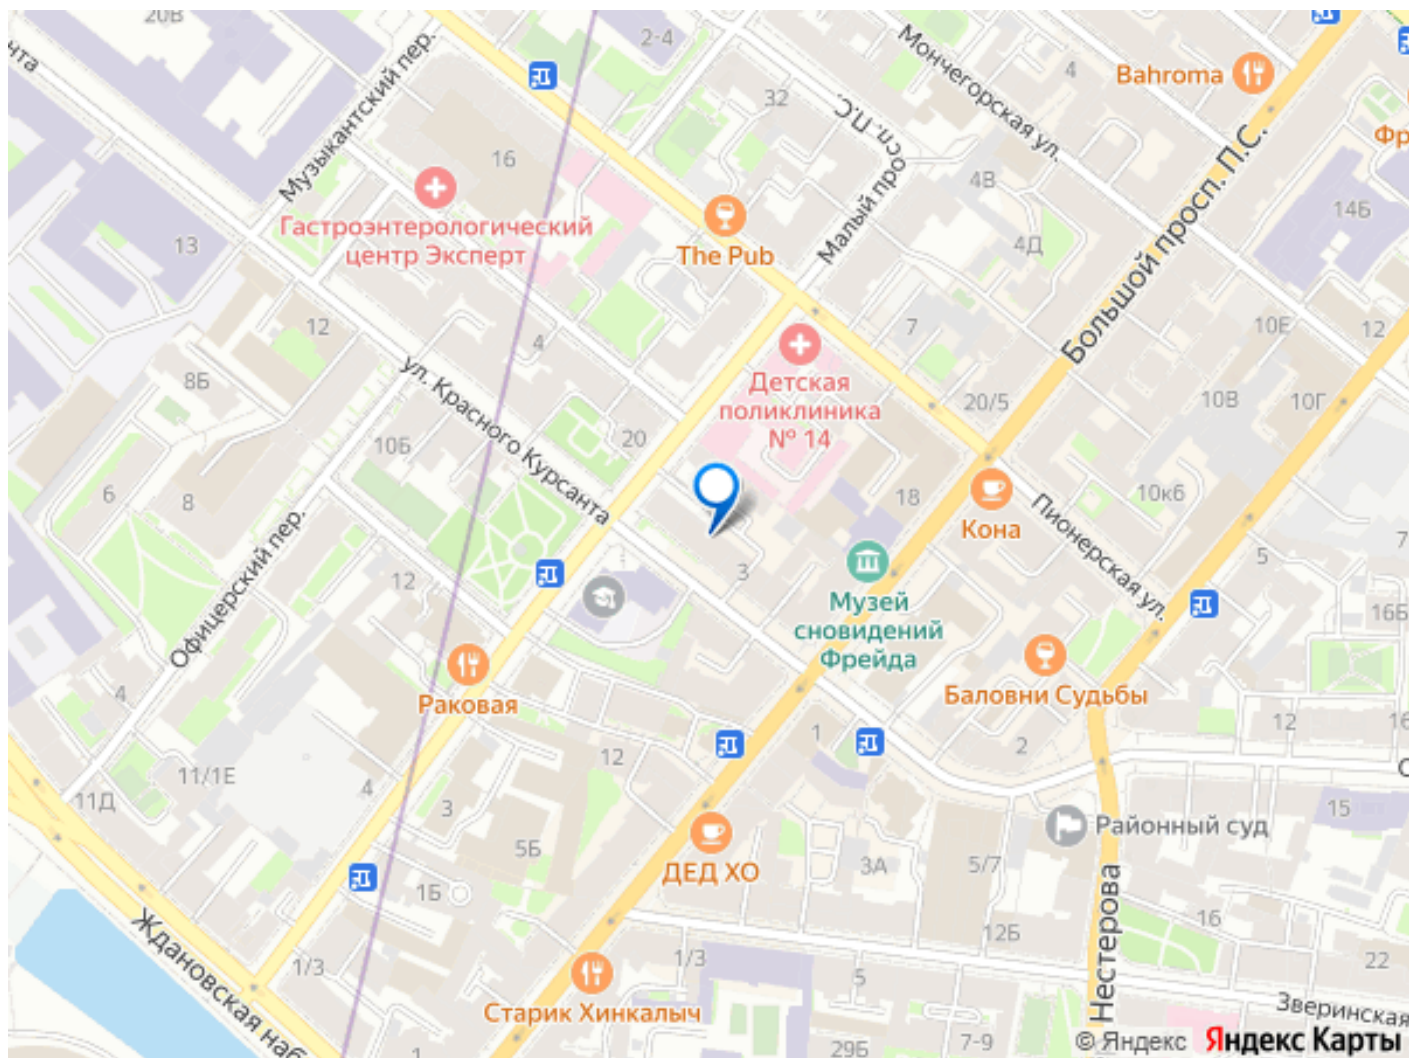 20В
2-4
нта
Музыкантский пер.
Мончегорская ул.
4
Bahroma
32
Малый просп. П.С.
Большой просп. П.С.
Фр
16
4В
14Б
Гастроэнтерологический
центр Эксперт
The Pub
4Д
13
12
4
7
10Е
12
8Б
Детская
поликлиника
№ 14
20/5
10В
10Г
ул. Красного Курсанта
20
10Б
6
8
18
Кона
10к6
Пионерская ул.
5
7
Офицерский пер.
12
3
Музей
сновидений
Фрейда
16Б
Раковая
4
Баловни Судьбы
12
16
1
2
12
11/1Е
11Д
4
3
5Б
ДЕД ХО
3А
5/7
Районный суд
15
С
1Б
Ждановская наб
1/3
1/3
12Б
16
22
5
Нестерова
Зверинская
Старик Хинкалыч
1
29Б
7-9
© Яндекс Яндекс Карты